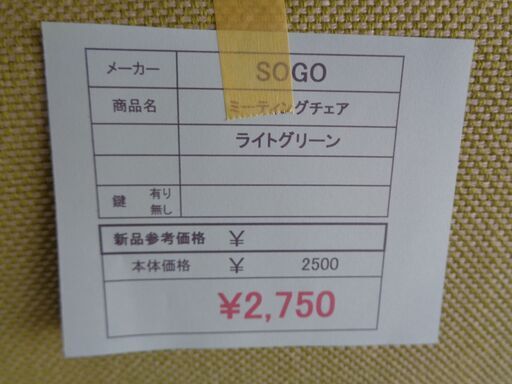 メーカー SOGO
商品名 ミーティングチェア
ライトグリーン
鍵 有り 無し
新品参考価格 ¥
本体価格 ¥ 2500
¥2,750